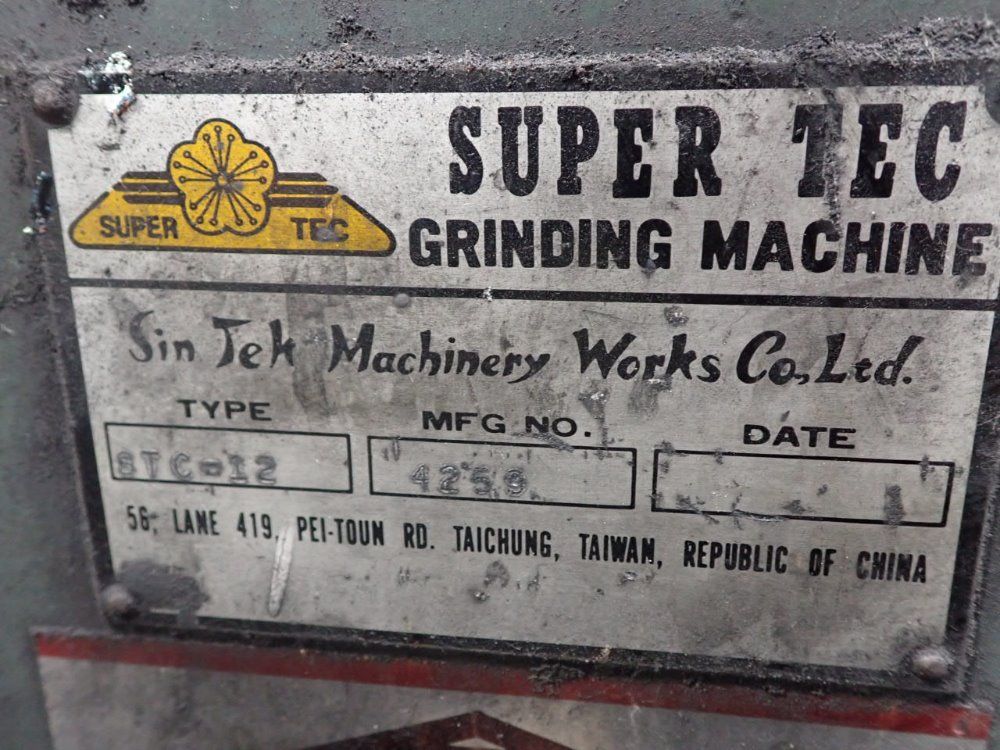 SUPER TEC
SUPER TEC
GRINDING MACHINE
Sin Tek Machinery Works Co., Ltd.
TYPE MFG NO. DATE
STC-12 4259
56, LANE 419, PEI-TOUN RD. TAICHUNG, TAIWAN, REPUBLIC OF CHINA